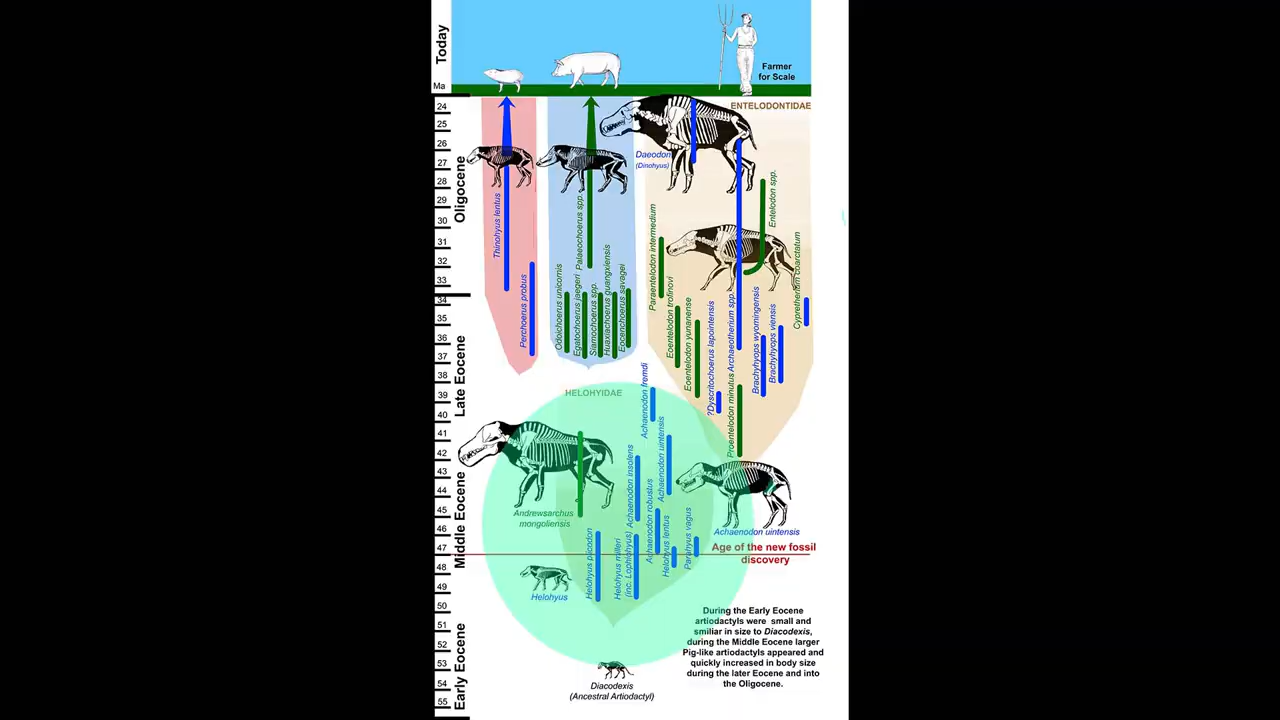 Today
Farmer
for Scale
Ma
24
25
26
27
28
29
30
31
32
33
34
35
36
37
38
39
40
41
42
43
44
45
46
47
48
49
50
51
52
53
54
55
Oligocene
Late Eocene
Middle Eocene
Early Eocene
ENTELODONTIDAE
Daeodon
(Dinohyus)
Thinohyus lentus
Perchoerus probus
Odoichoerus uniconis
Egatochoerus jaegeri
Palaeochoerus spp.
Siamochoerus spp.
Huaxiachoerus guangxiensis
Eocenchoerus savagei
Paraentelodon intermedium
Eoentelodon trofimovi
Eoentelodon yunanense
?Dyscritochoerus lapointensis
Archaeotherium spp.
Proentelodon minutus
Brachyhyops wyomingensis
Brachyhyops viensis
Entelodon spp.
Cypretherium coarctatum
HELOHYIDAE
Achaenodon fremdi
Achaenodon uintensis
Achaenodon insolens
Achaenodon robustus
Andrewsarchus
mongoliensis
Helohyus plicodon
Helohyus milleri
(inc. Lophiohyus)
Helohyus lentus
Parahyus vagus
Achaenodon uintensis
Age of the new fossil
discovery
Helohyus
Diacodexis
(Ancestral Artiodactyl)
During the Early Eocene
artiodactyls were small and
smiliar in size to Diacodexis,
during the Middle Eocene larger
Pig-like artiodactyls appeared and
quickly increased in body size
during the later Eocene and into
the Oligocene.